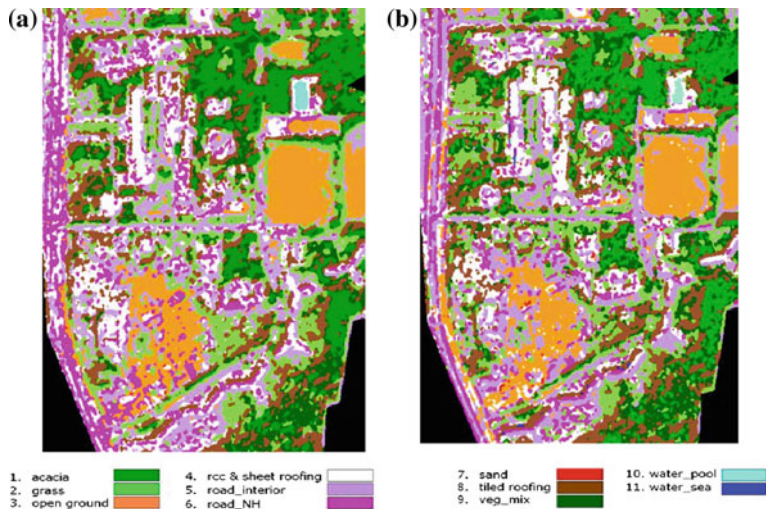 (a)
(b)
1. acacia
2. grass
3. open ground
4. rcc & sheet roofing
5. road_interior
6. road_NH
7. sand
8. tiled roofing
9. veg_mix
10. water_pool
11. water_sea